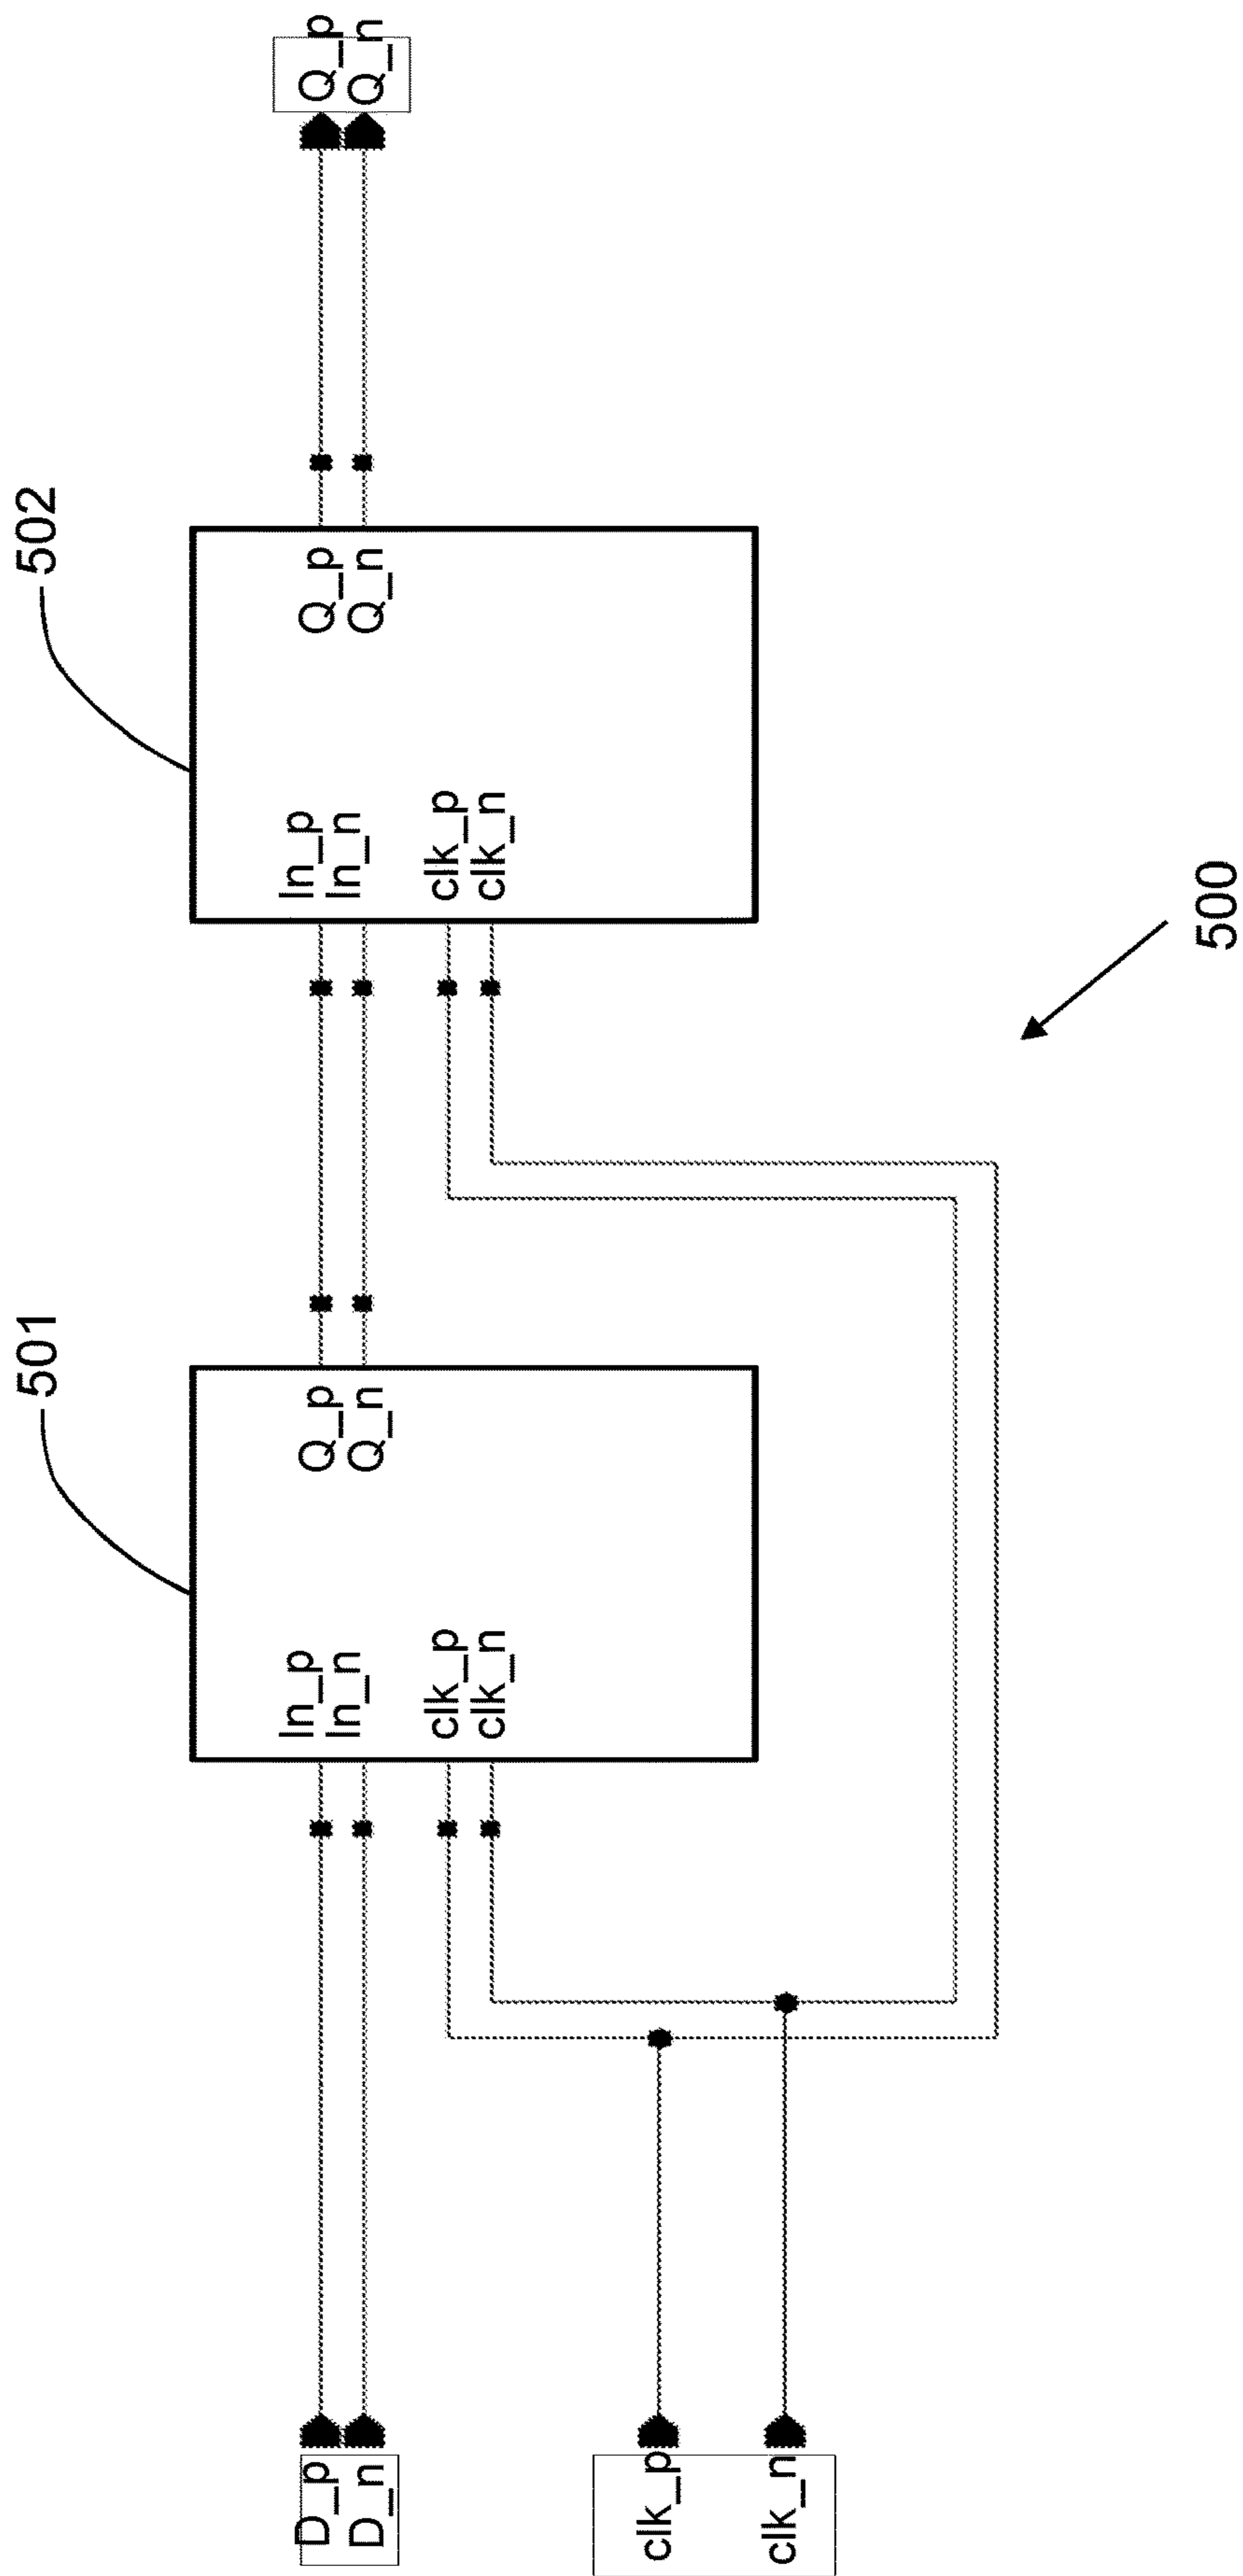 501
502
D_p
D_n
In_p
In_n
Q_p
Q_n
In_p
In_n
Q_p
Q_n
Q_p
Q_n
clk_p
clk_n
clk_p
clk_n
clk_p
clk_n
500